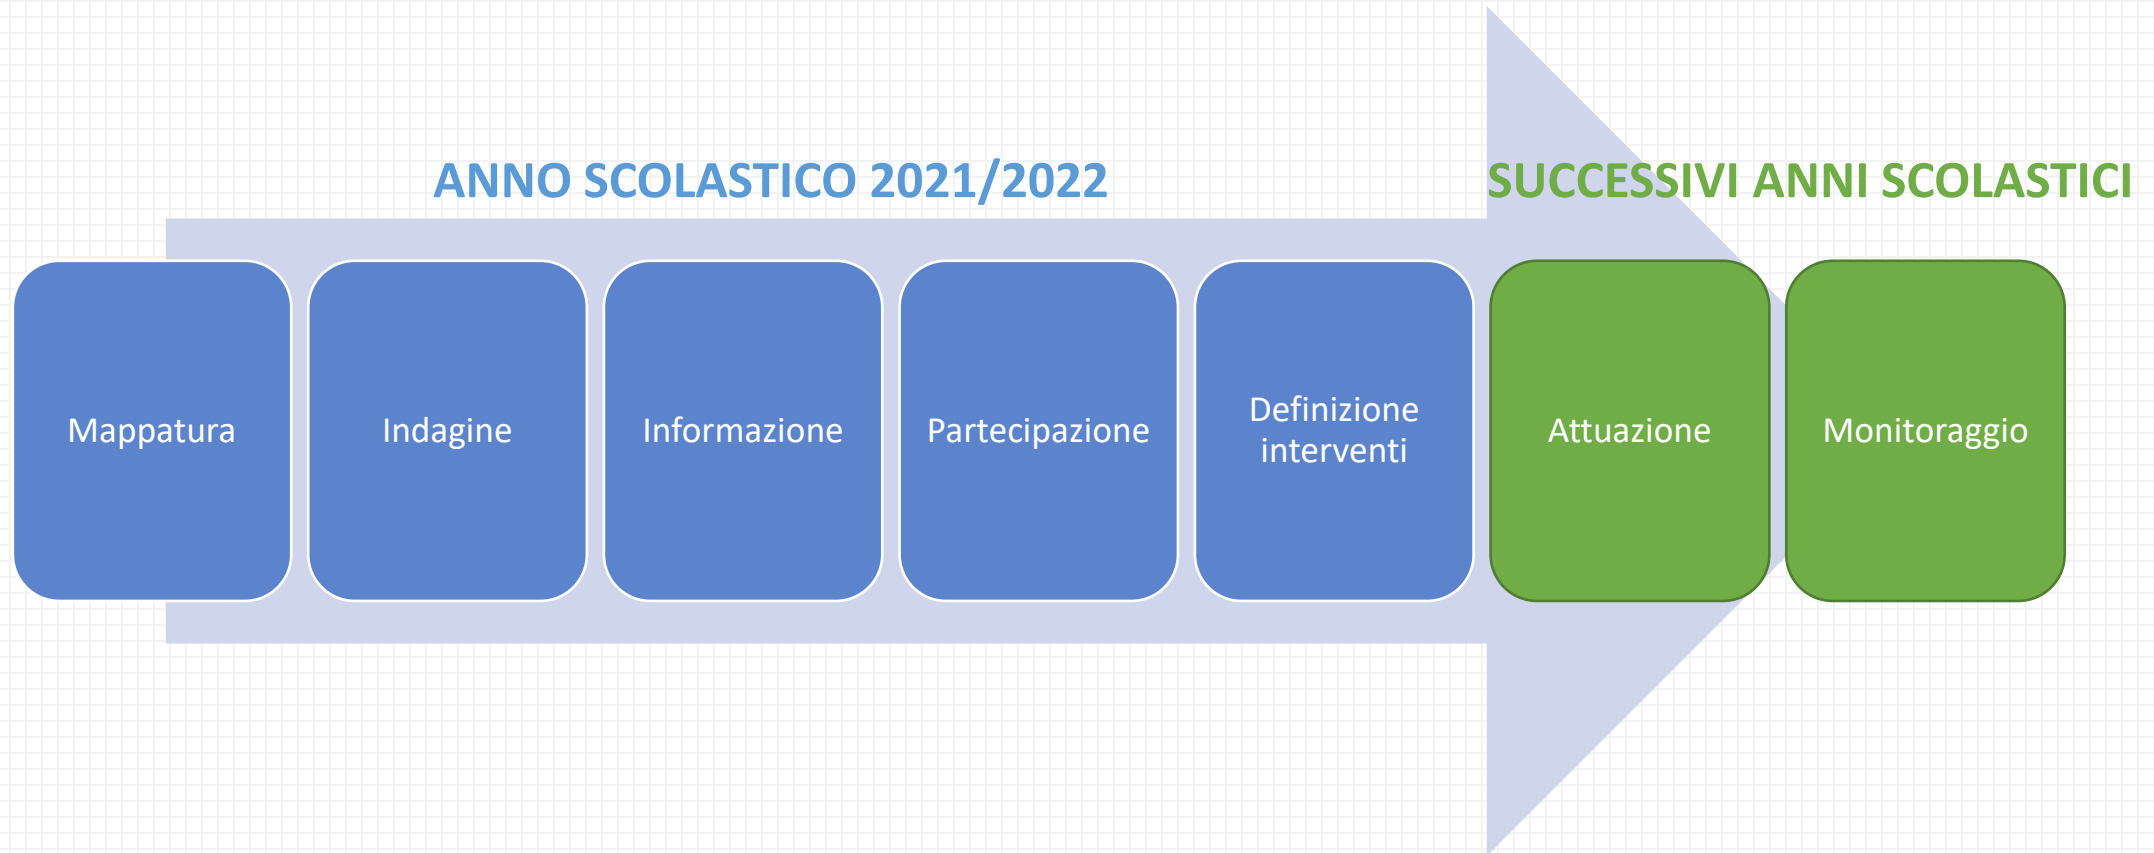 ANNO SCOLASTICO 2021/2022
SUCCESSIVI ANNI SCOLASTICI
Mappatura
Indagine
Informazione
Partecipazione
Definizione
interventi
Attuazione
Monitoraggio